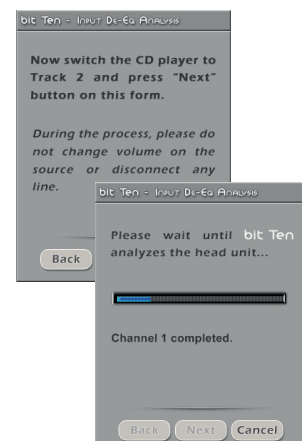 bit Ten - Input De-Eq Analysis
Now switch the CD player to
Track 2 and press "Next"
button on this form.
During the process, please do
not change volume on the
source or disconnect any
line.
Back
bit Ten - Input De-Eq Analysis
Please wait until bit Ten
analyzes the head unit...
Channel 1 completed.
Back Next Cancel